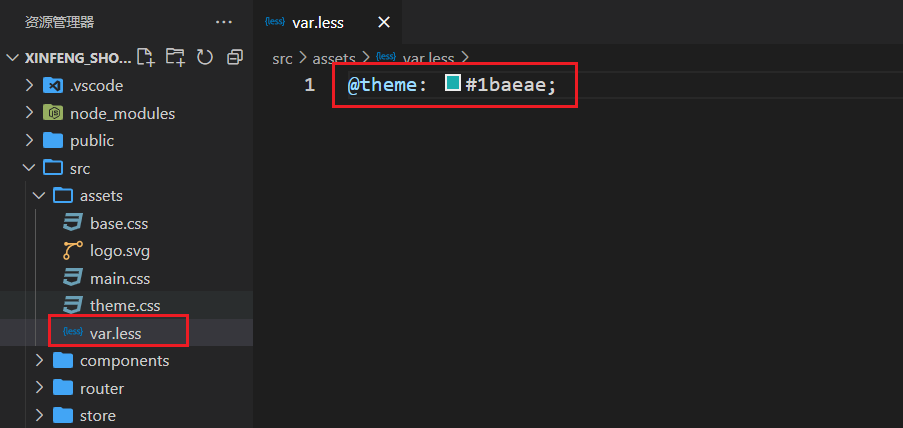 资源管理器 ···
XINFENG_SHO...
.vscode
node_modules
public
src
assets
base.css
logo.svg
main.css
theme.css
{less} var.less
components
router
store
{less} var.less ×
src > assets > {less} var.less >
1 @theme: #1baeae;